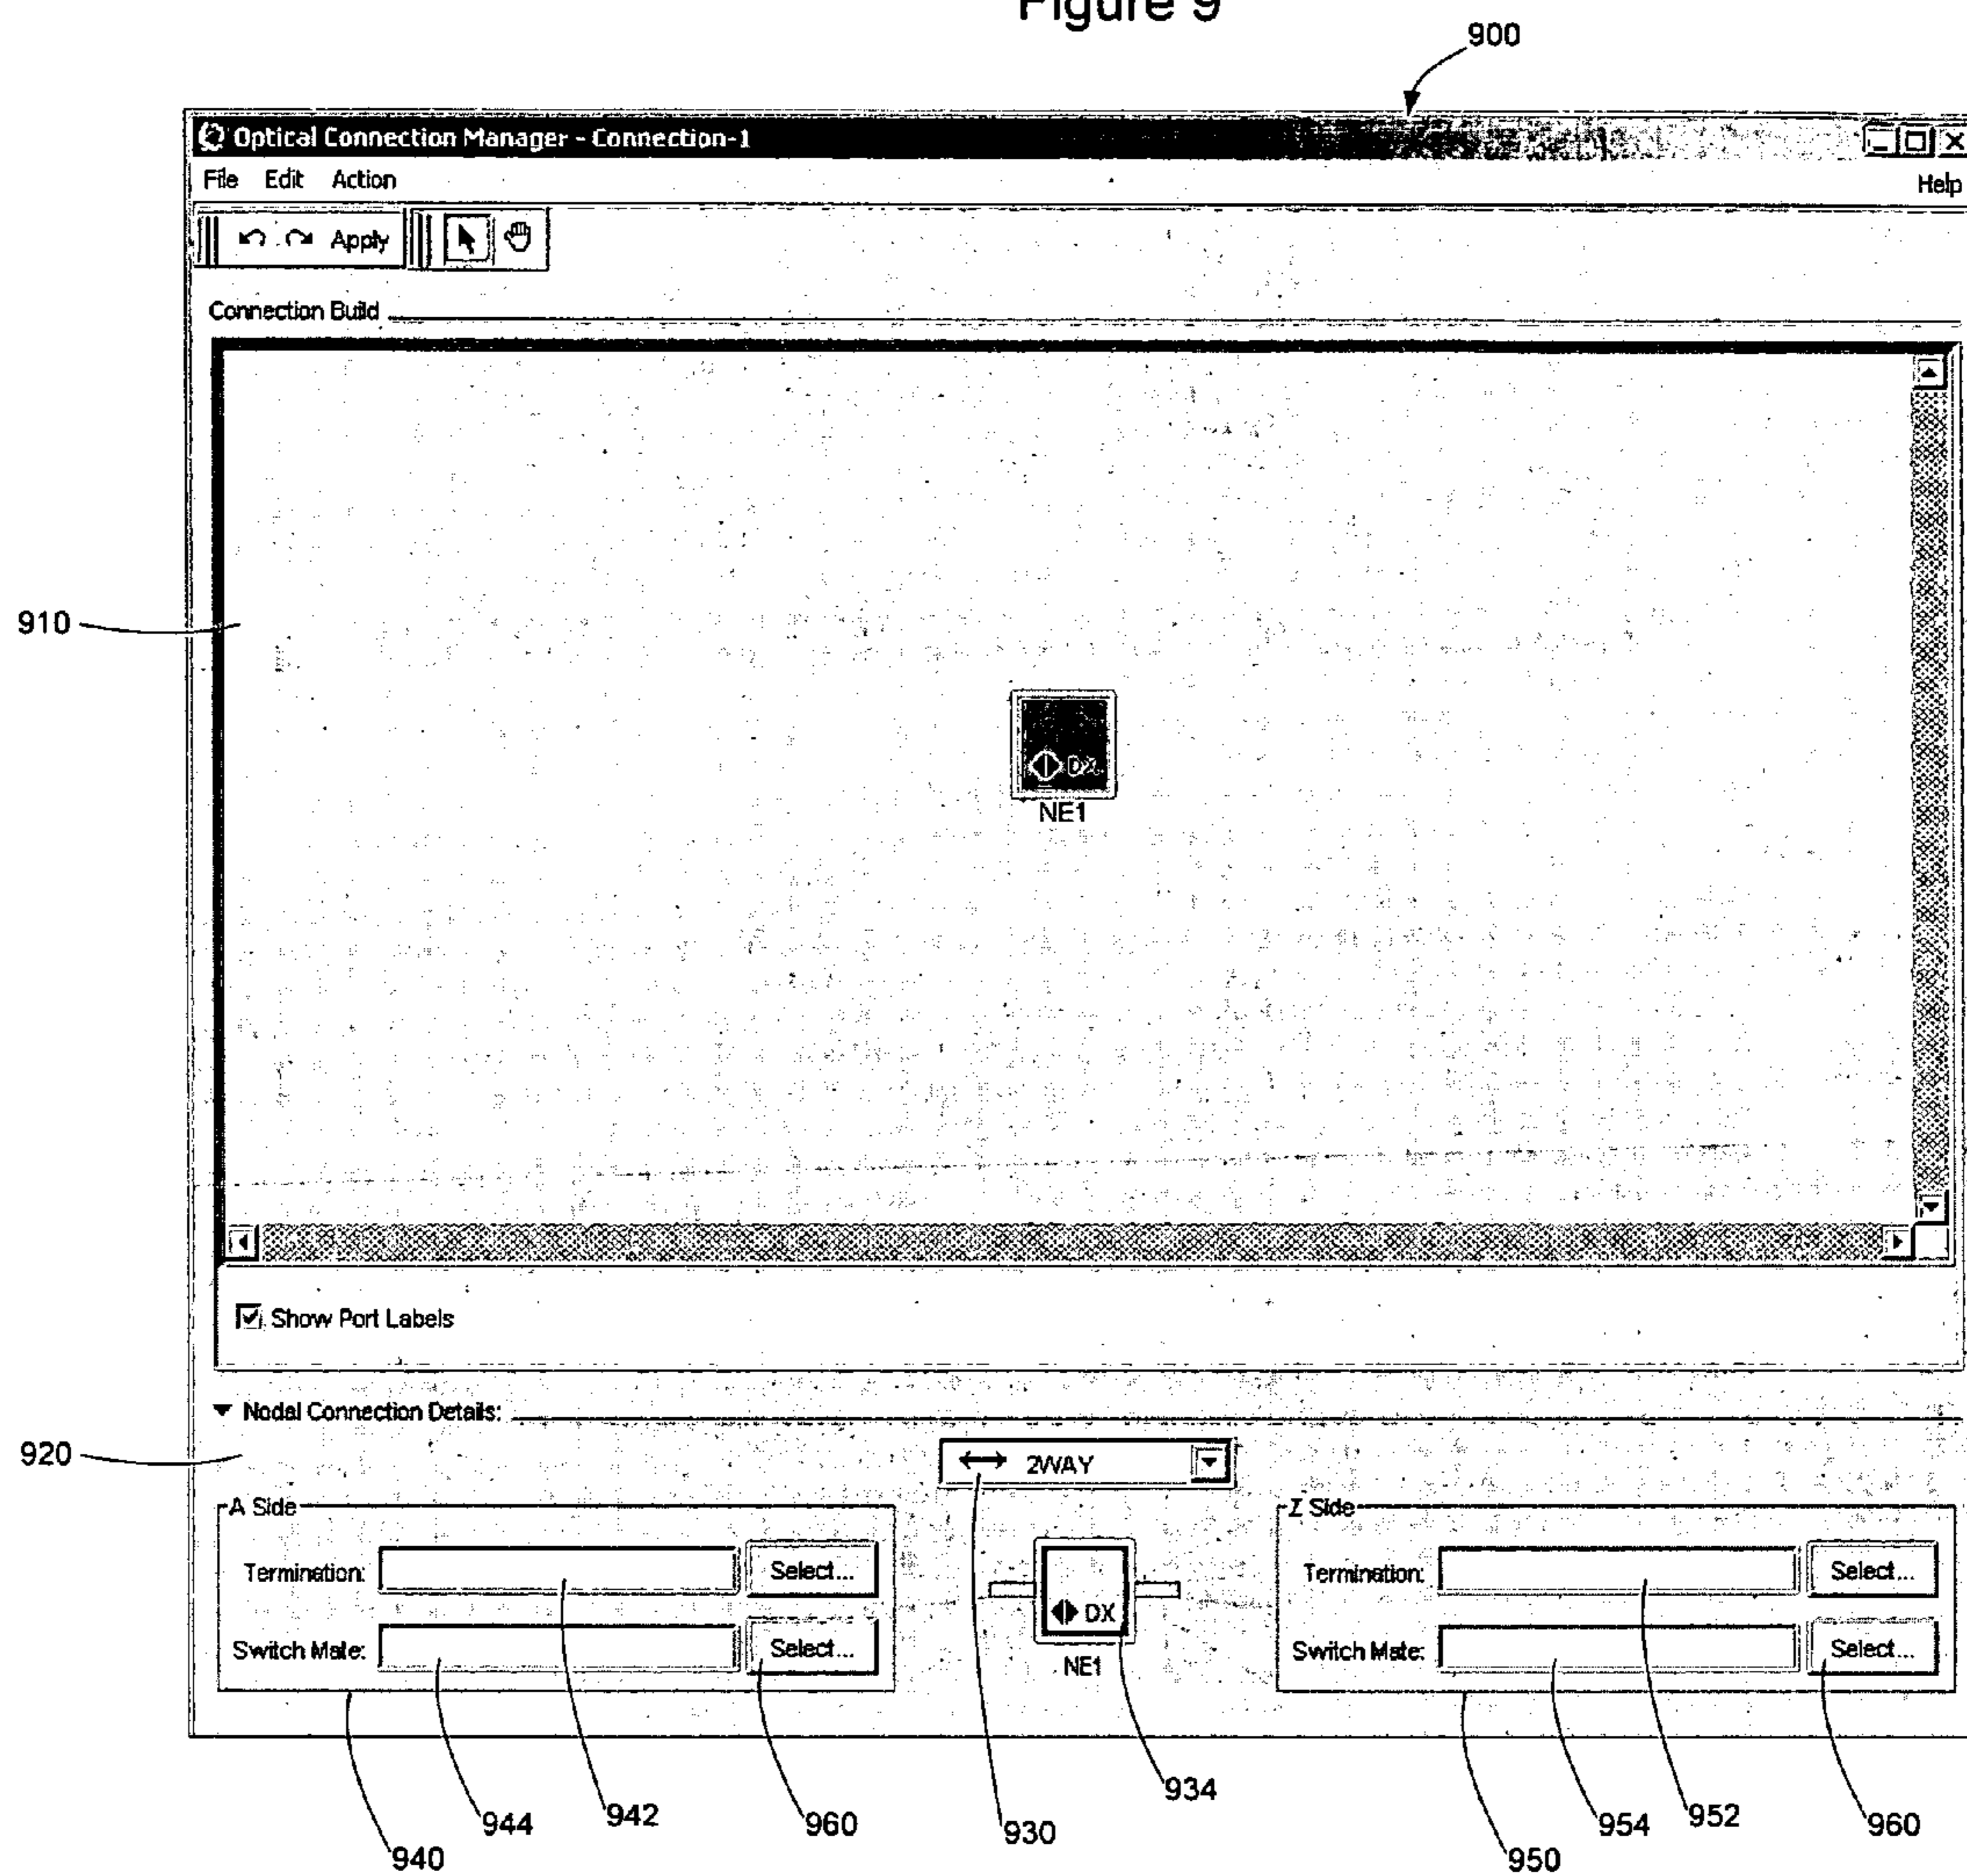 Figure 9
900
Optical Connection Manager - Connection-1
File Edit Action Help
Apply
Connection Build
910
DX
NE1
Show Port Labels
Nodal Connection Details:
920
2WAY
A Side
Z Side
Termination: Select...
Termination: Select...
DX
Switch Mate: Select...
NE1
Switch Mate: Select...
934
944 942 960 930 954 952 960
940 950